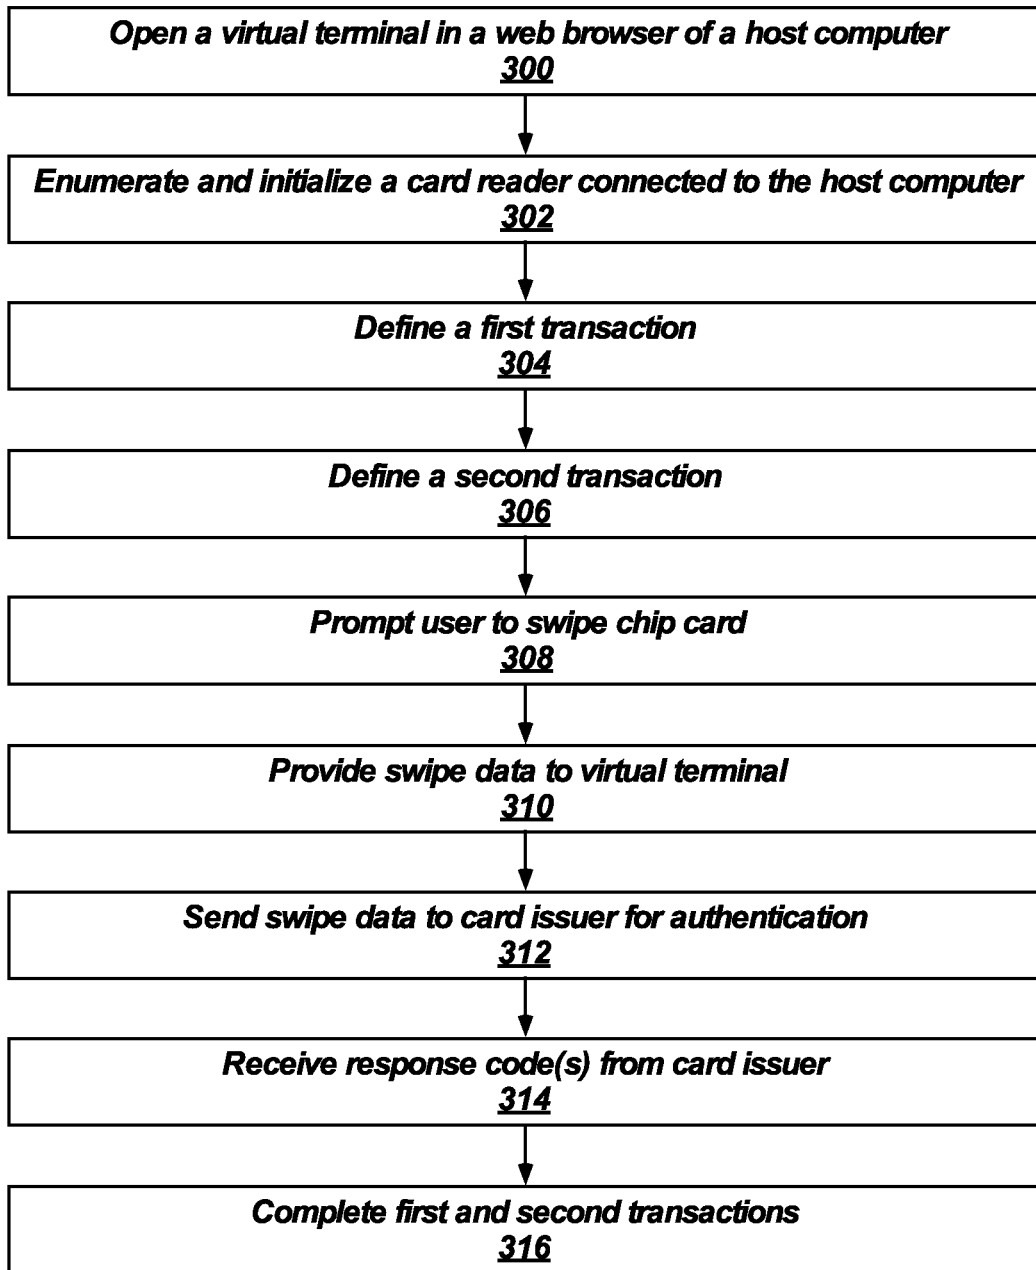 Open a virtual terminal in a web browser of a host computer
300
Enumerate and initialize a card reader connected to the host computer
302
Define a first transaction
304
Define a second transaction
306
Prompt user to swipe chip card
308
Provide swipe data to virtual terminal
310
Send swipe data to card issuer for authentication
312
Receive response code(s) from card issuer
314
Complete first and second transactions
316